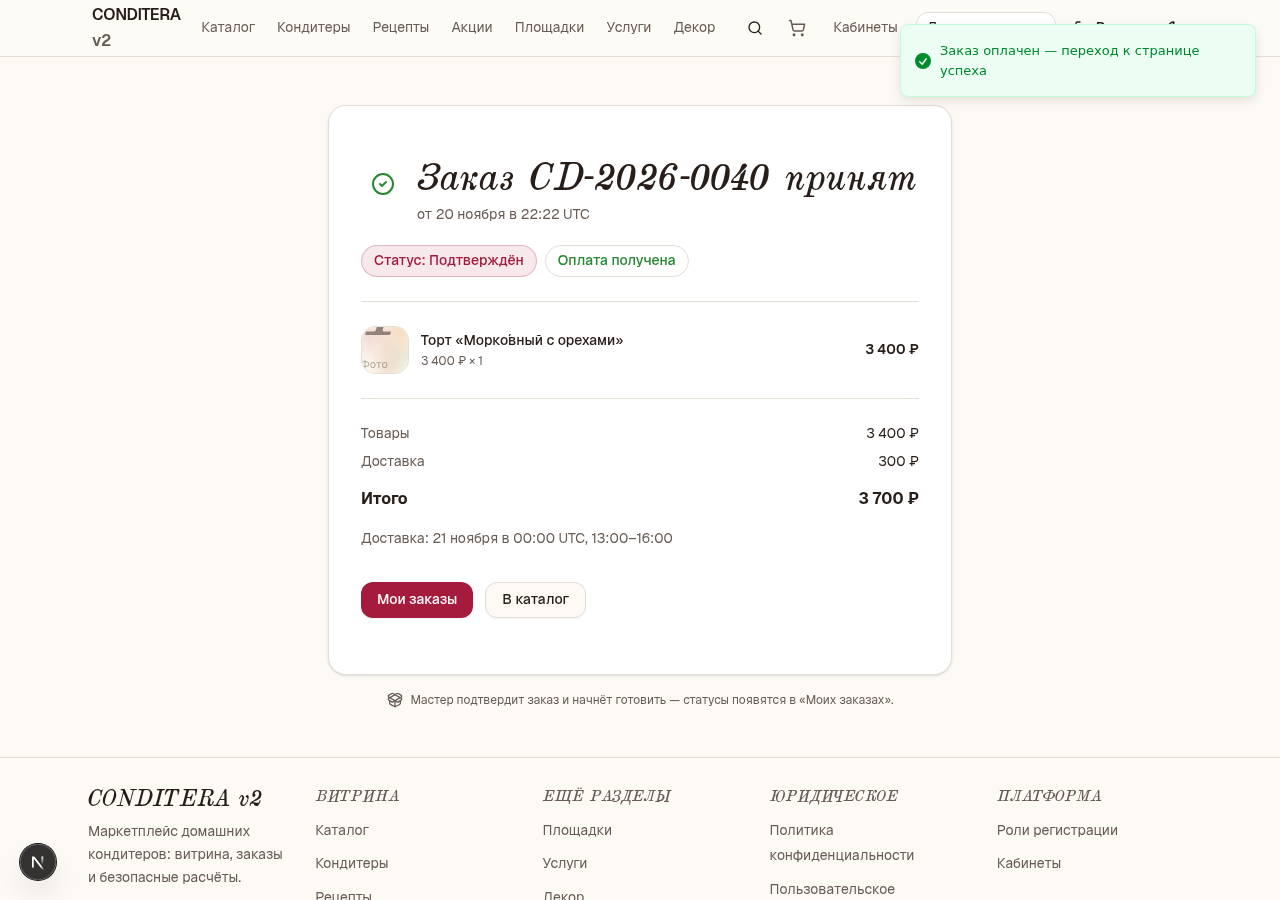 CONDITERA
v2
Каталог
Кондитеры
Рецепты
Акции
Площадки
Услуги
Декор
Кабинеты
Заказ оплачен — переход к странице
успеха
Заказ CD-2026-0040 принят
от 20 ноября в 22:22 UTC
Статус: Подтверждён
Оплата получена
Фото
Торт «Морко́вный с орехами»
3 400 ₽ × 1
3 400 ₽
Товары
3 400 ₽
Доставка
300 ₽
Итого
3 700 ₽
Доставка: 21 ноября в 00:00 UTC, 13:00–16:00
Мои заказы
В каталог
Мастер подтвердит заказ и начнёт готовить — статусы появятся в «Моих заказах».
CONDITERA v2
Маркетплейс домашних
кондитеров: витрина, заказы
и безопасные расчёты.
ВИТРИНА
Каталог
Кондитеры
Рецепты
ЕЩЁ РАЗДЕЛЫ
Площадки
Услуги
Декор
ЮРИДИЧЕСКОЕ
Политика
конфиденциальности
Пользовательское
ПЛАТФОРМА
Роли регистрации
Кабинеты
N